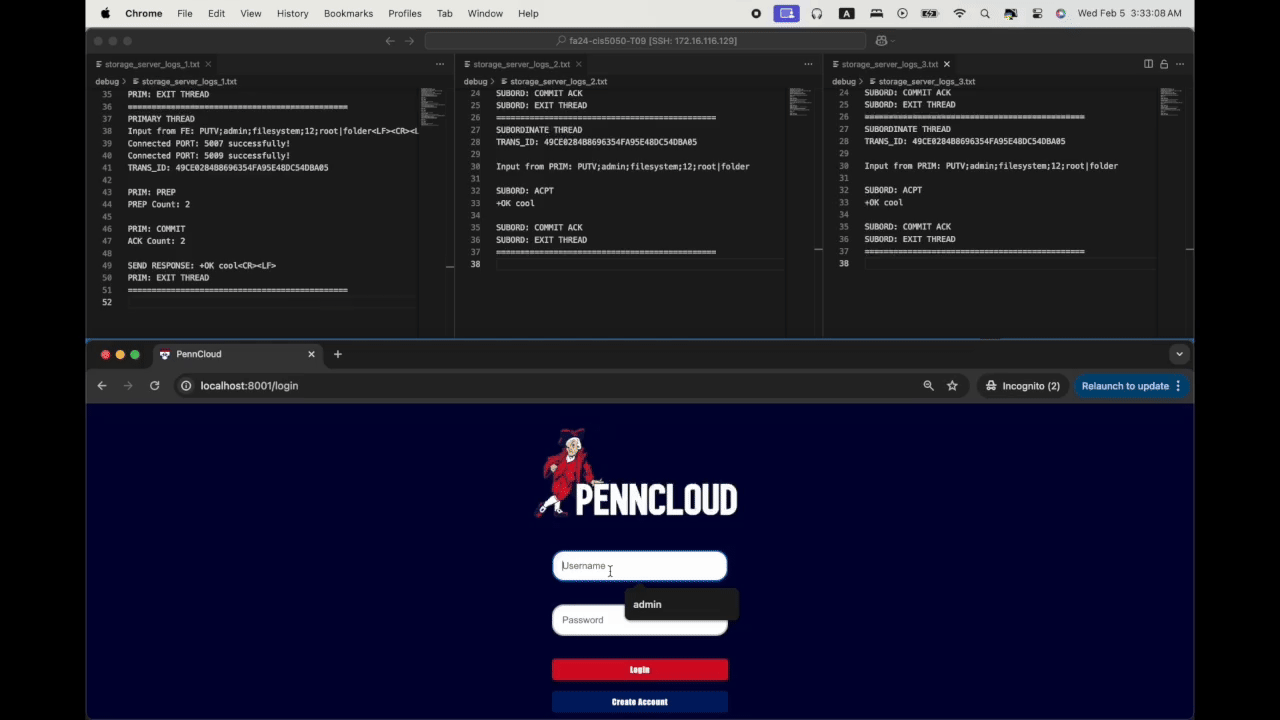 Chrome File Edit View History Bookmarks Profiles Tab Window Help A Wed Feb 5 3:33:08 AM
fa24-cis5050-T09 [SSH: 172.16.116.129]
storage_server_logs_1.txt
debug > storage_server_logs_1.txt
35 PRIM: EXIT THREAD
36 =============================================
37 PRIMARY THREAD
38 Input from FE: PUTV;admin;filesystem;12;root|folder<LF><CR><L
39 Connected PORT: 5007 successfully!
40 Connected PORT: 5009 successfully!
41 TRANS_ID: 49CE0284B8696354FA95E48DC54DBA05
42
43 PRIM: PREP
44 PREP Count: 2
45
46 PRIM: COMMIT
47 ACK Count: 2
48
49 SEND RESPONSE: +OK cool<CR><LF>
50 PRIM: EXIT THREAD
51 =============================================
52
storage_server_logs_2.txt
debug > storage_server_logs_2.txt
24 SUBORD: COMMIT ACK
25 SUBORD: EXIT THREAD
26 =============================================
27 SUBORDINATE THREAD
28 TRANS_ID: 49CE0284B8696354FA95E48DC54DBA05
29
30 Input from PRIM: PUTV;admin;filesystem;12;root|folder
31
32 SUBORD: ACPT
33 +OK cool
34
35 SUBORD: COMMIT ACK
36 SUBORD: EXIT THREAD
37 =============================================
38
storage_server_logs_3.txt
debug > storage_server_logs_3.txt
24 SUBORD: COMMIT ACK
25 SUBORD: EXIT THREAD
26 =============================================
27 SUBORDINATE THREAD
28 TRANS_ID: 49CE0284B8696354FA95E48DC54DBA05
29
30 Input from PRIM: PUTV;admin;filesystem;12;root|folder
31
32 SUBORD: ACPT
33 +OK cool
34
35 SUBORD: COMMIT ACK
36 SUBORD: EXIT THREAD
37 =============================================
38
PennCloud
localhost:8001/login Incognito (2) Relaunch to update
PENNCLOUD
Username
admin
Password
Login
Create Account